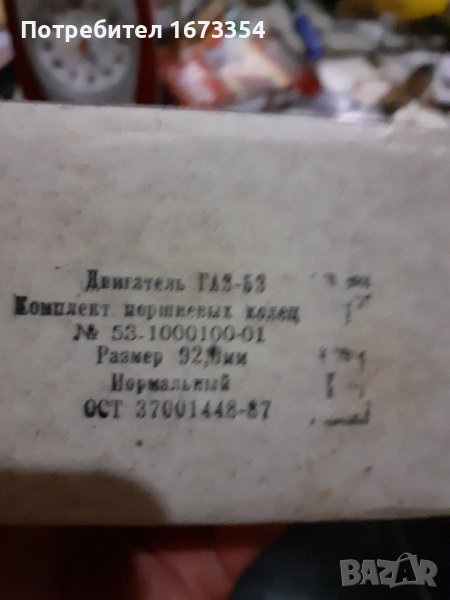 Потребител 1673354
Двигатель ГАЗ-53
Комплект поршневых колец
№ 53-1000100-01
Размер 92,0мм
Нормальный
ОСТ 37001448-87
BAZAR